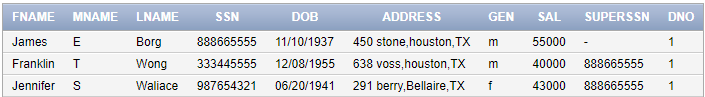 FNAME MNAME LNAME SSN DOB ADDRESS GEN SAL SUPERSSN DNO
James E Borg 888665555 11/10/1937 450 stone,houston,TX m 55000 - 1
Franklin T Wong 333445555 12/08/1955 638 voss,houston,TX m 40000 888665555 1
Jennifer S Waliace 987654321 06/20/1941 291 berry,Bellaire,TX f 43000 888665555 1